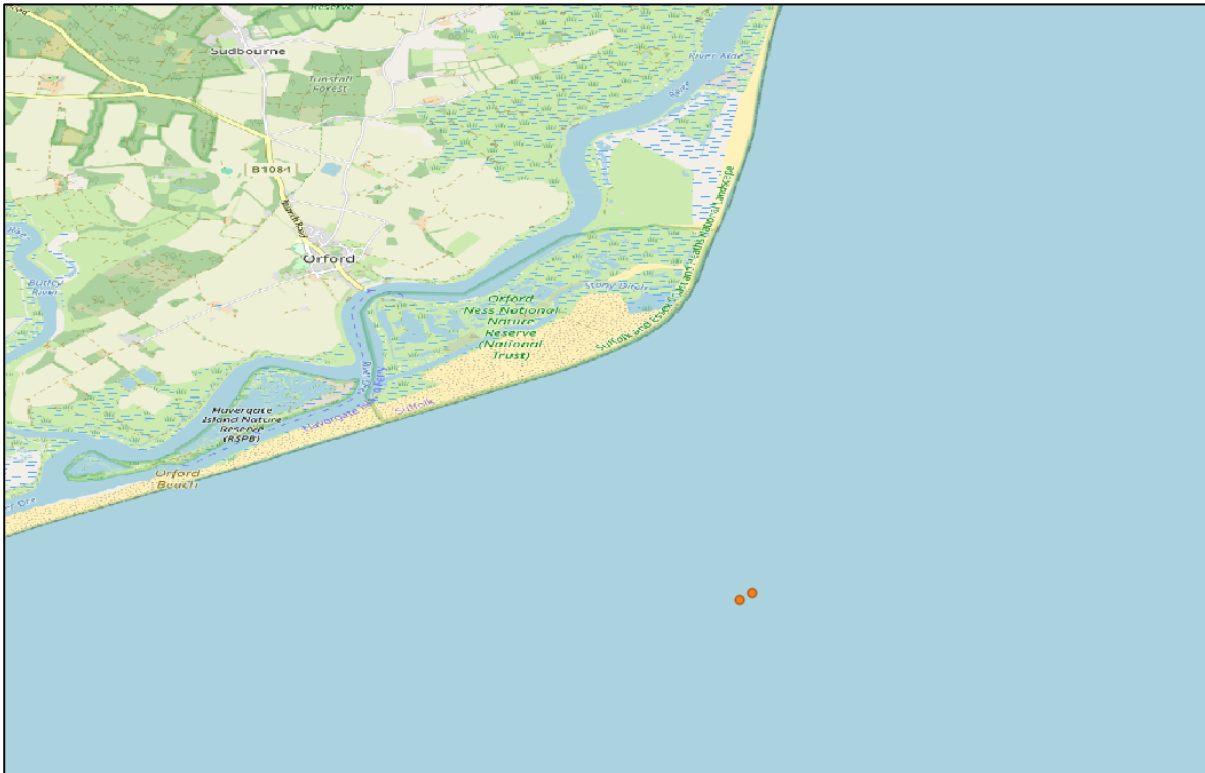 Reserve
Sudbourne
River Alde
Tunstall
Forest
B1084
Orford
Butley
River
Stony Ditch
Orford
Ness National
Nature
Reserve
(National
Trust)
Suffolk
Havergate
Island Nature
Reserve
(RSPB)
Orford
Beach